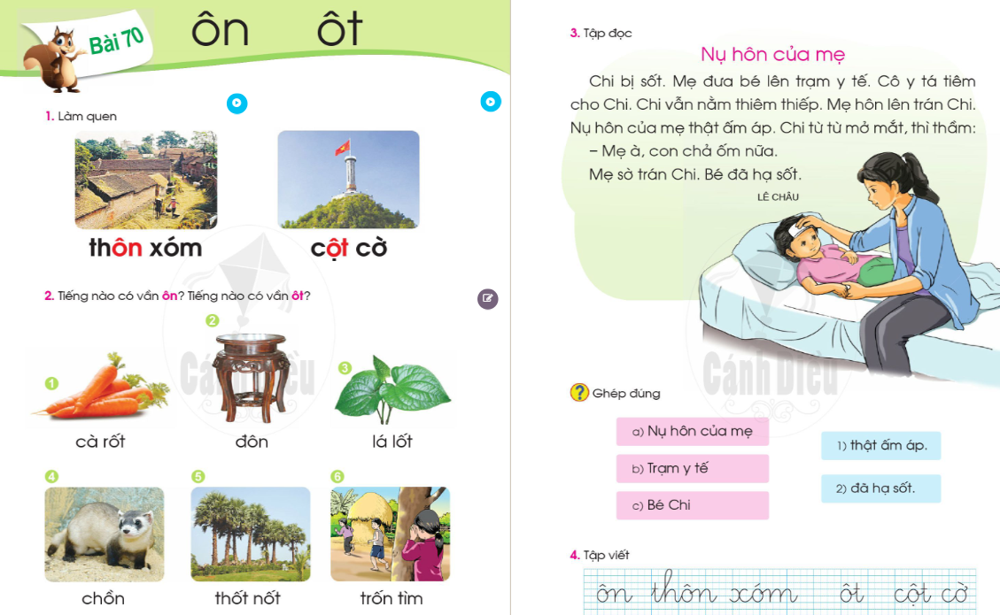 Bài 70
ôn ôt
1. Làm quen
thôn xóm
cột cờ
2. Tiếng nào có vần ôn? Tiếng nào có vần ôt?
1
cà rốt
2
đôn
3
lá lốt
4
chồn
5
thốt nốt
6
trốn tìm
Cánh Diều
3. Tập đọc
Nụ hôn của mẹ
Chi bị sốt. Mẹ đưa bé lên trạm y tế. Cô y tá tiêm
cho Chi. Chi vẫn nằm thiêm thiếp. Mẹ hôn lên trán Chi.
Nụ hôn của mẹ thật ấm áp. Chi từ từ mở mắt, thì thầm:
– Mẹ à, con chả ốm nữa.
Mẹ sờ trán Chi. Bé đã hạ sốt.
LÊ CHÂU
Cánh Diều
? Ghép đúng
a) Nụ hôn của mẹ
b) Trạm y tế
c) Bé Chi
1) thật ấm áp.
2) đã hạ sốt.
4. Tập viết
ôn thôn xóm ôt cột cờ